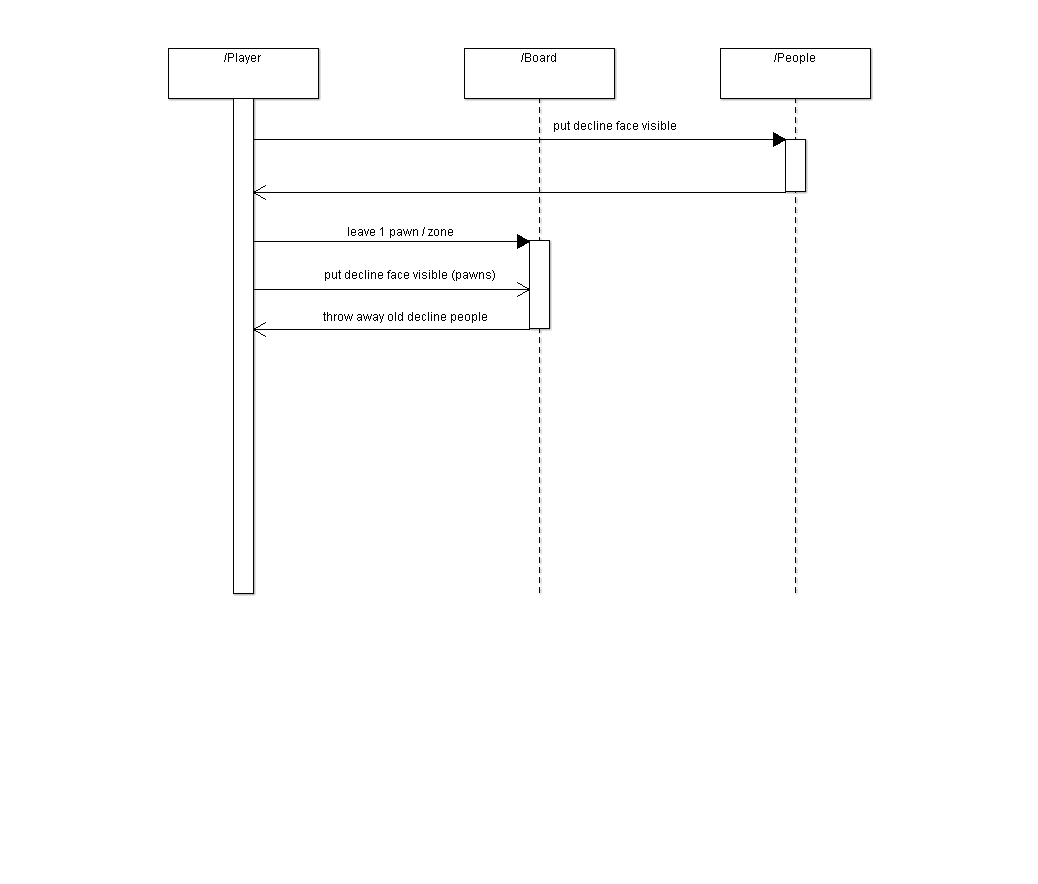 /Player
/Board
/People
put decline face visible
leave 1 pawn / zone
put decline face visible (pawns)
throw away old decline people